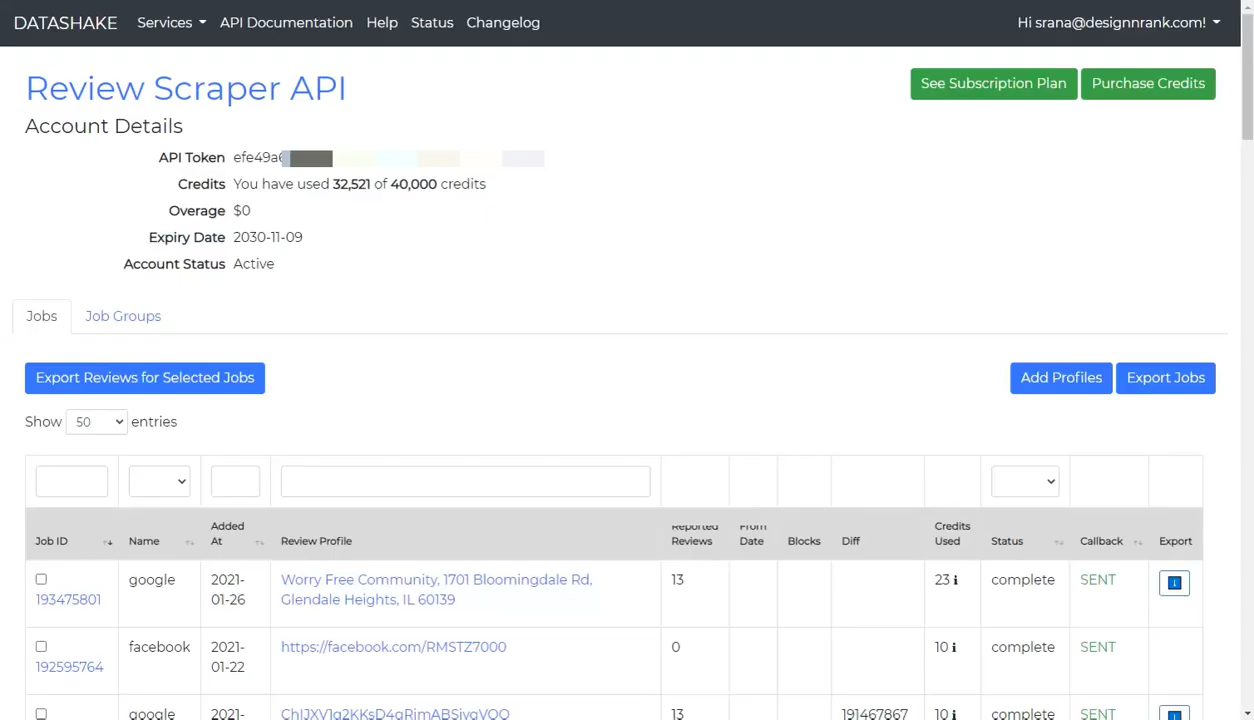 DATASHAKE Services API Documentation Help Status Changelog Hi srana@designnrank.com!
Review Scraper API
See Subscription Plan Purchase Credits
Account Details
API Token efe49a
Credits You have used 32,521 of 40,000 credits
Overage $0
Expiry Date 2030-11-09
Account Status Active
Jobs Job Groups
Export Reviews for Selected Jobs Add Profiles Export Jobs
Show 50 entries
Job ID Name Added At Review Profile Reported Reviews From Date Blocks Diff Credits Used Status Callback Export
google 2021-01-26 Worry Free Community, 1701 Bloomingdale Rd, 13 23 i complete SENT
193475801 Glendale Heights, IL 60139
facebook 2021-01-22 https://facebook.com/RMSTZ7000 0 10 i complete SENT
192595764
google 2021- 13 191467867 10 i complete SENT